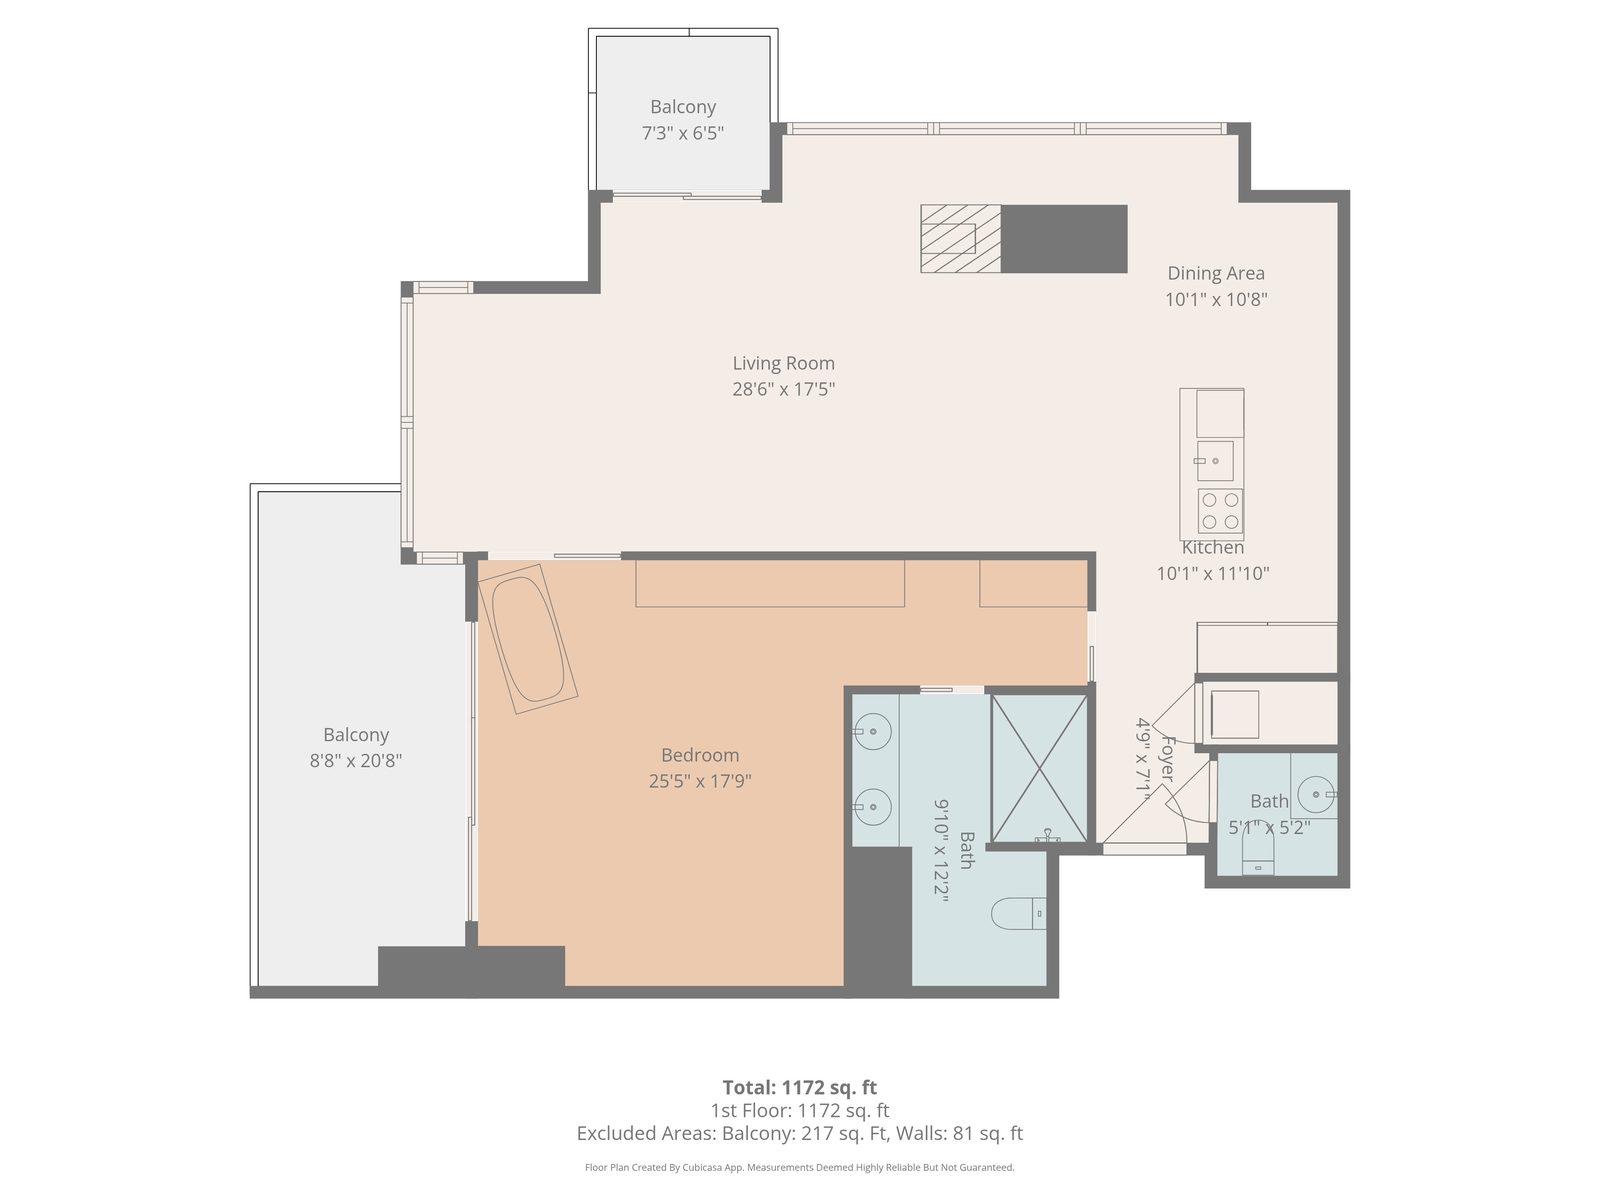 Balcony
7'3" x 6'5"
Dining Area
10'1" x 10'8"
Living Room
28'6" x 17'5"
Kitchen
10'1" x 11'10"
Balcony
8'8" x 20'8"
Bedroom
25'5" x 17'9"
Foyer
4'9" x 7'1"
Bath
9'10" x 12'2"
Bath
5'1" x 5'2"
Total: 1172 sq. ft
1st Floor: 1172 sq. ft
Excluded Areas: Balcony: 217 sq. Ft, Walls: 81 sq. ft
Floor Plan Created By Cubicasa App. Measurements Deemed Highly Reliable But Not Guaranteed.